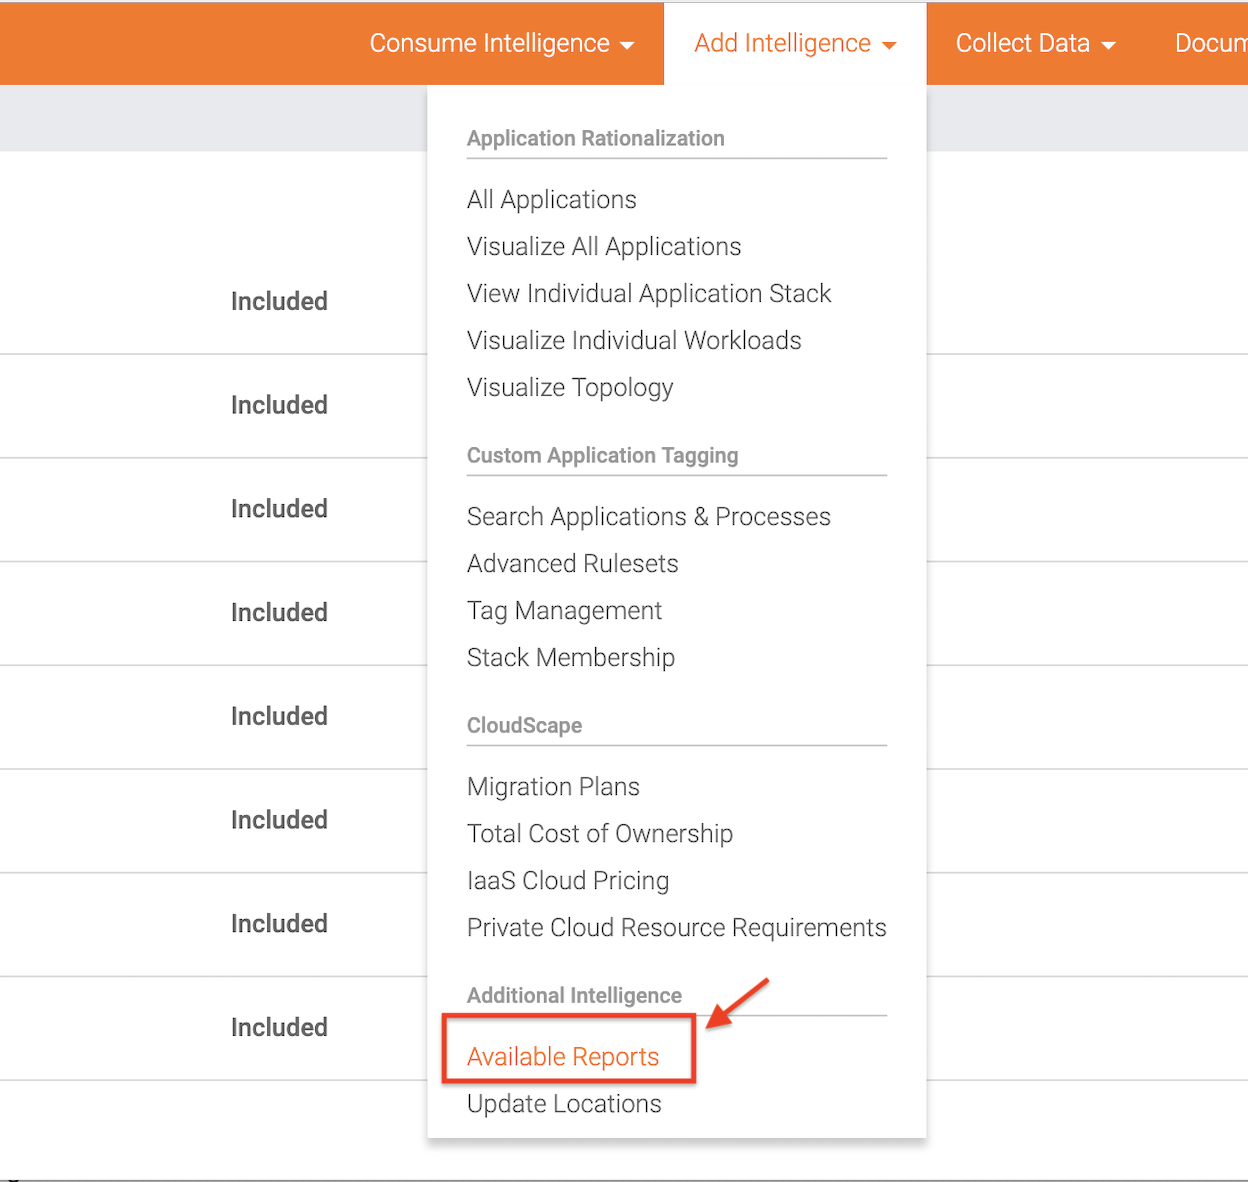 Consume Intelligence
Add Intelligence
Collect Data
Docum
Application Rationalization
All Applications
Visualize All Applications
View Individual Application Stack
Visualize Individual Workloads
Visualize Topology
Custom Application Tagging
Search Applications & Processes
Advanced Rulesets
Tag Management
Stack Membership
CloudScape
Migration Plans
Total Cost of Ownership
IaaS Cloud Pricing
Private Cloud Resource Requirements
Additional Intelligence
Available Reports
Update Locations
Included
Included
Included
Included
Included
Included
Included
Included